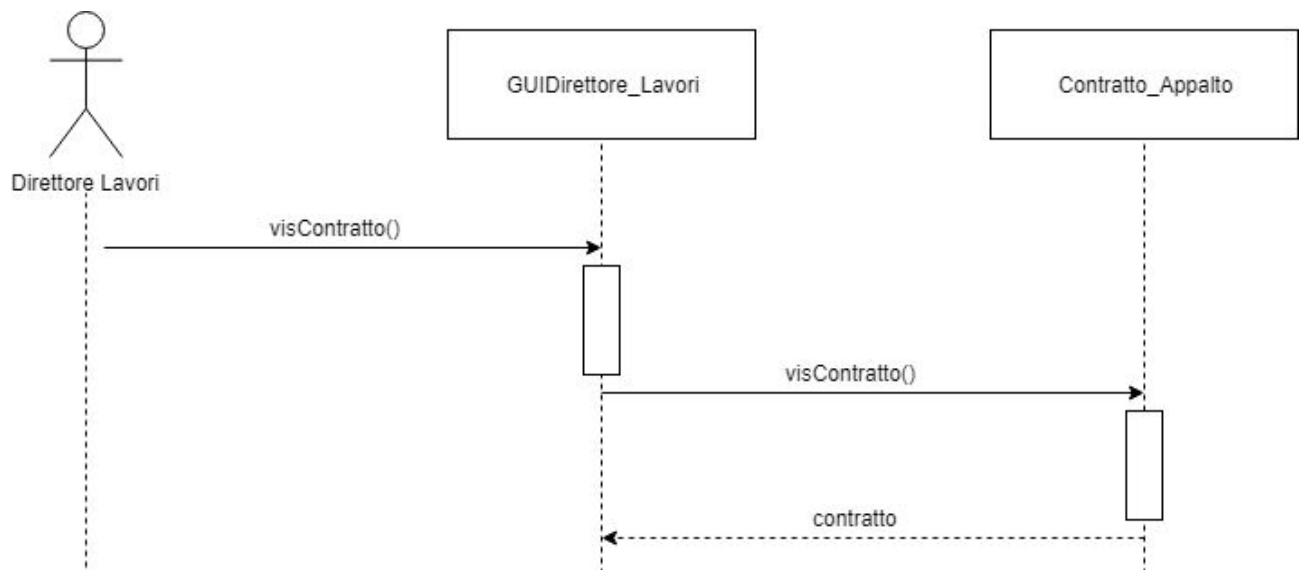 GUIDirettore_Lavori
Contratto_Appalto
Direttore Lavori
visContratto()
visContratto()
contratto